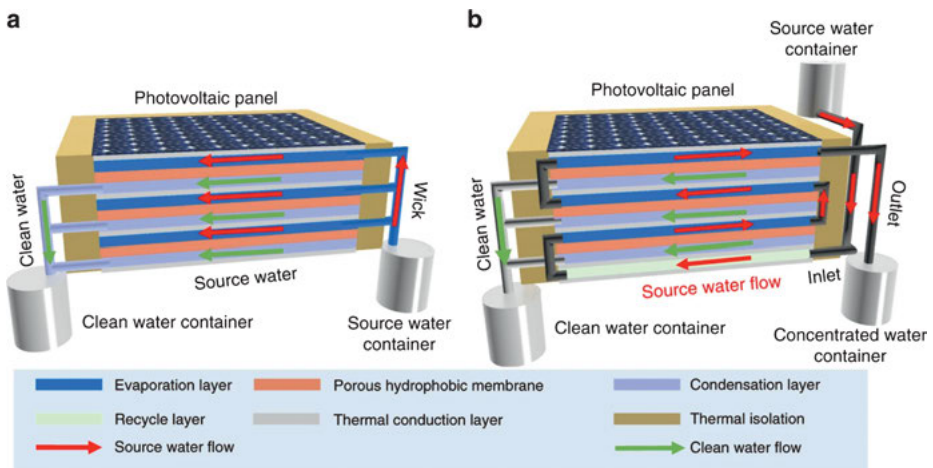 a
Photovoltaic panel
Clean water
Wick
Source water
Clean water container
Source water
container
b
Source water
container
Photovoltaic panel
Clean water
Outlet
Inlet
Source water flow
Clean water container
Concentrated water
container
Evaporation layer
Porous hydrophobic membrane
Condensation layer
Recycle layer
Thermal conduction layer
Thermal isolation
Source water flow
Clean water flow